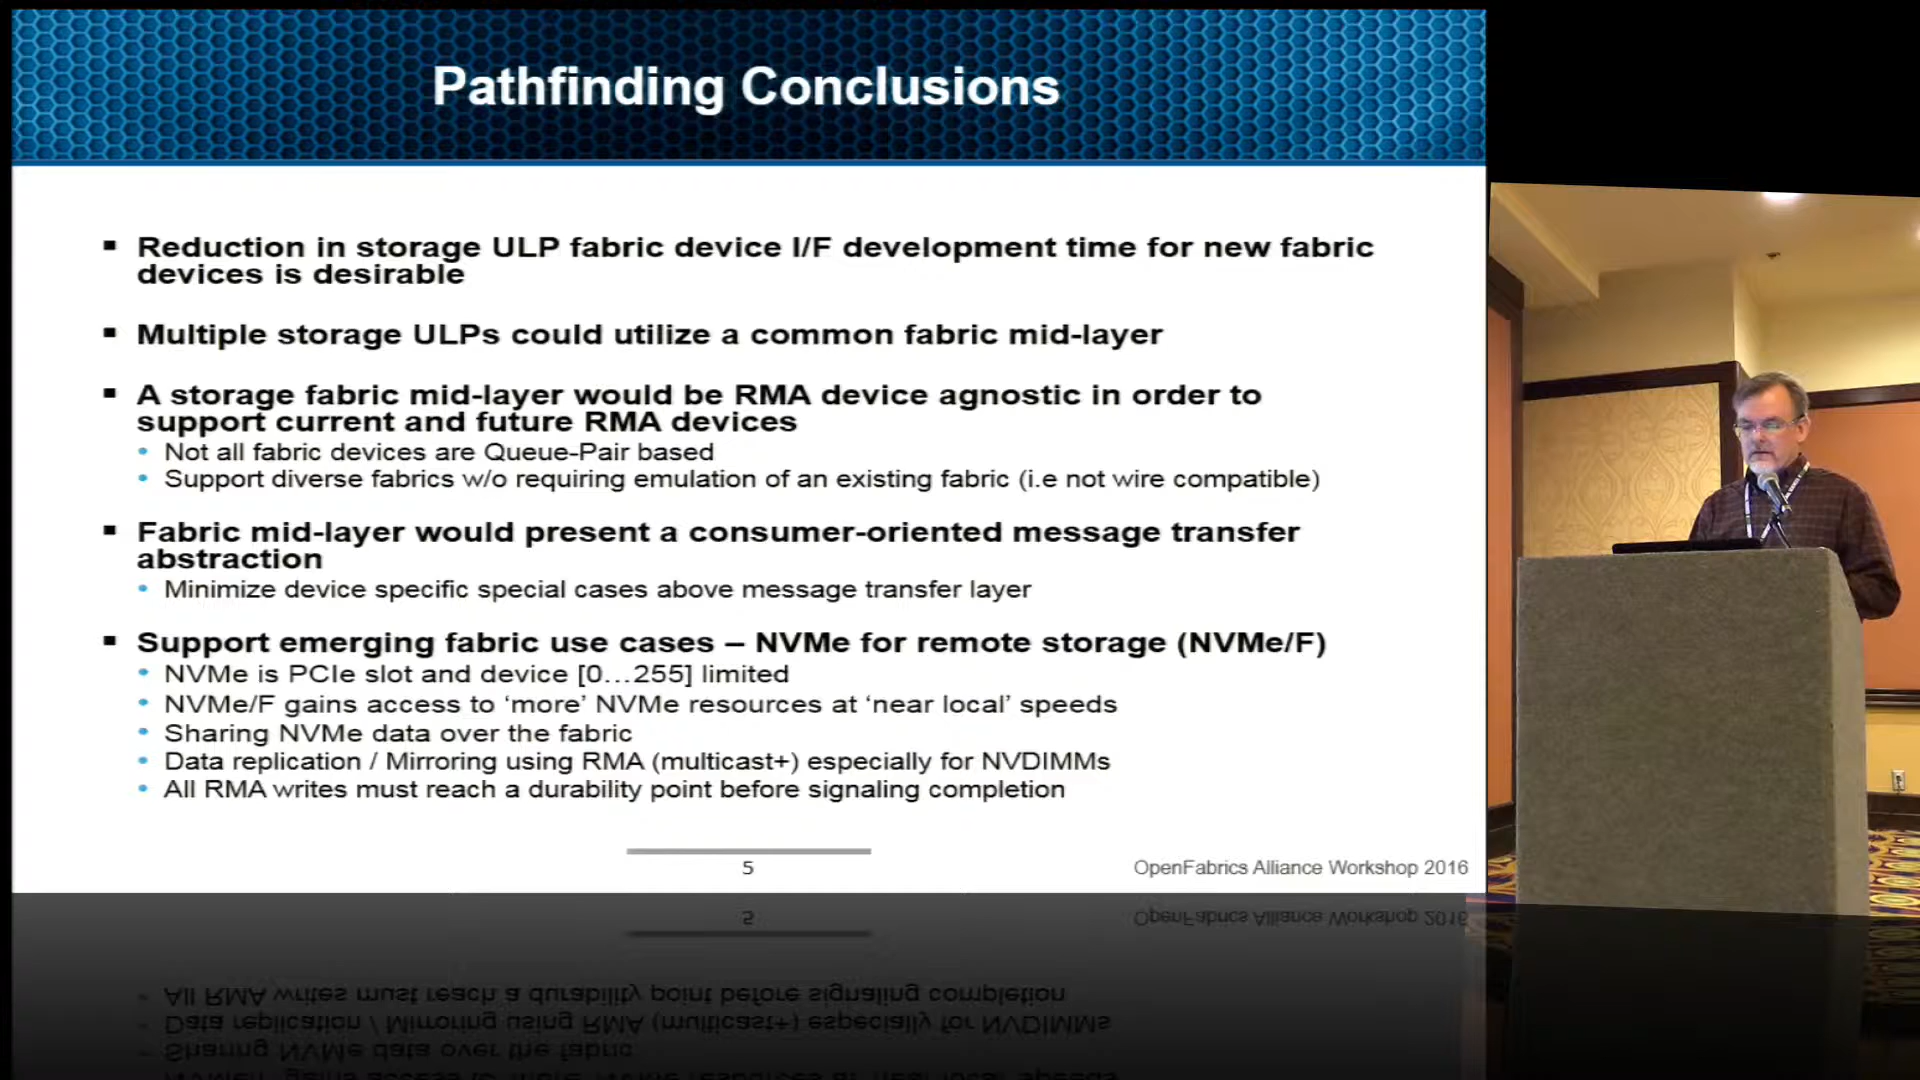 Pathfinding Conclusions
▪ Reduction in storage ULP fabric device I/F development time for new fabric
devices is desirable
▪ Multiple storage ULPs could utilize a common fabric mid-layer
▪ A storage fabric mid-layer would be RMA device agnostic in order to
support current and future RMA devices
• Not all fabric devices are Queue-Pair based
• Support diverse fabrics w/o requiring emulation of an existing fabric (i.e not wire compatible)
▪ Fabric mid-layer would present a consumer-oriented message transfer
abstraction
• Minimize device specific special cases above message transfer layer
▪ Support emerging fabric use cases – NVMe for remote storage (NVMe/F)
• NVMe is PCIe slot and device [0…255] limited
• NVMe/F gains access to ‘more’ NVMe resources at ‘near local’ speeds
• Sharing NVMe data over the fabric
• Data replication / Mirroring using RMA (multicast+) especially for NVDIMMs
• All RMA writes must reach a durability point before signaling completion
5
OpenFabrics Alliance Workshop 2016